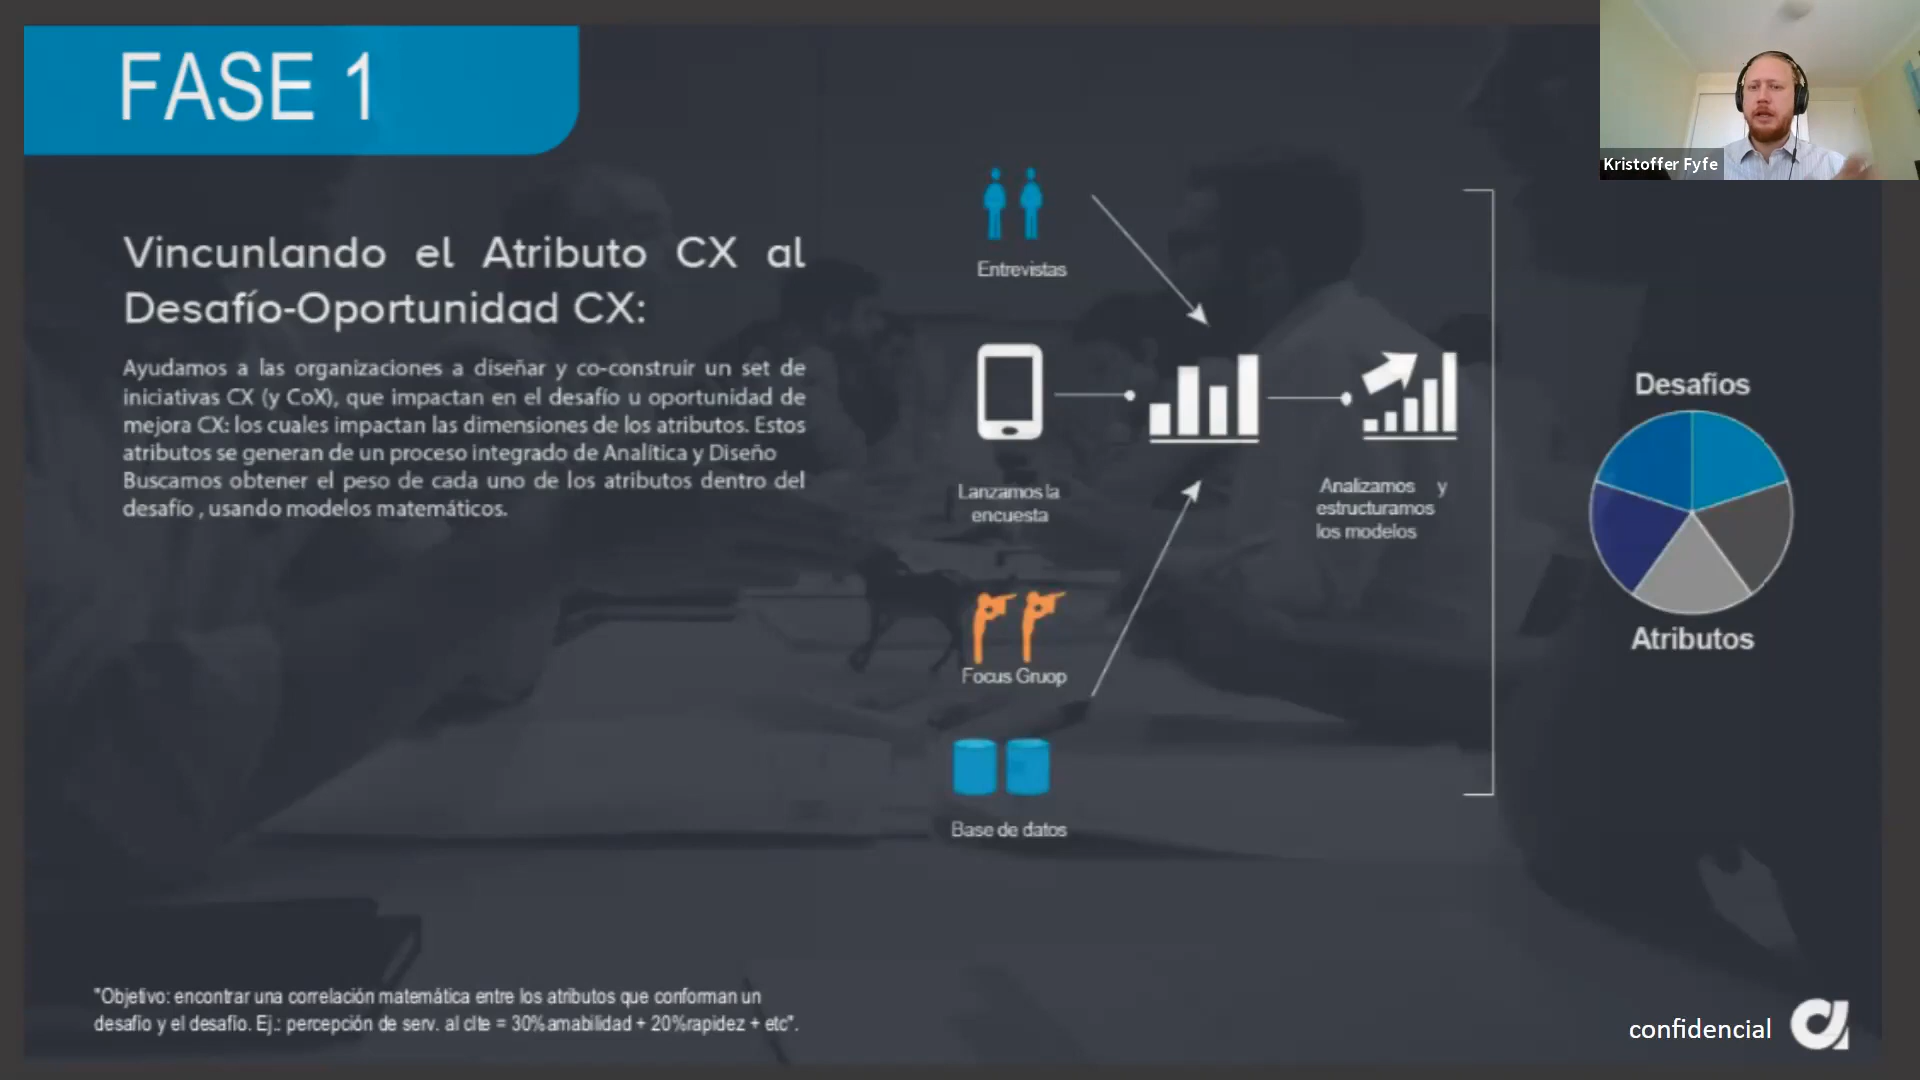 FASE 1
Kristoffer Fyfe
Vincunlando el Atributo CX al
Desafío-Oportunidad CX:
Ayudamos a las organizaciones a diseñar y co-construir un set de
iniciativas CX (y CoX), que impactan en el desafío u oportunidad de
mejora CX: los cuales impactan las dimensiones de los atributos. Estos
atributos se generan de un proceso integrado de Analítica y Diseño
Buscamos obtener el peso de cada uno de los atributos dentro del
desafío , usando modelos matemáticos.
Entrevistas
Lanzamos la
encuesta
Focus Gruop
Base de datos
Analizamos y
estructuramos
los modelos
Desafios
Atributos
"Objetivo: encontrar una correlación matemática entre los atributos que conforman un
desafio y el desafio. Ej.: percepción de serv. al clte = 30%amabilidad + 20%rapidez + etc".
confidencial